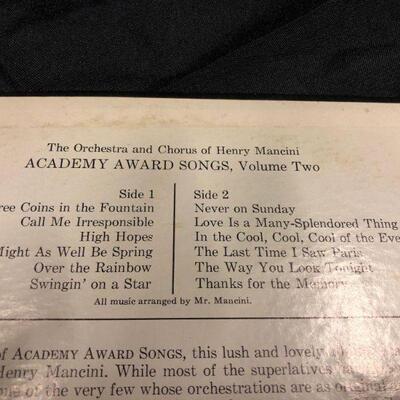 The Orchestra and Chorus of Henry Mancini
ACADEMY AWARD SONGS, Volume Two
Side 1
ree Coins in the Fountain
Call Me Irresponsible
High Hopes
Might As Well Be Spring
Over the Rainbow
Swingin' on a Star
Side 2
Never on Sunday
Love Is a Many-Splendored Thing
In the Cool, Cool, Cool of the Eve
The Last Time I Saw Paris
The Way You Look Tonight
Thanks for the Memory
All music arranged by Mr. Mancini.
of ACADEMY AWARD SONGS, this lush and lovely
Henry Mancini. While most of the superlatives
one of the very few whose orchestrations are as original